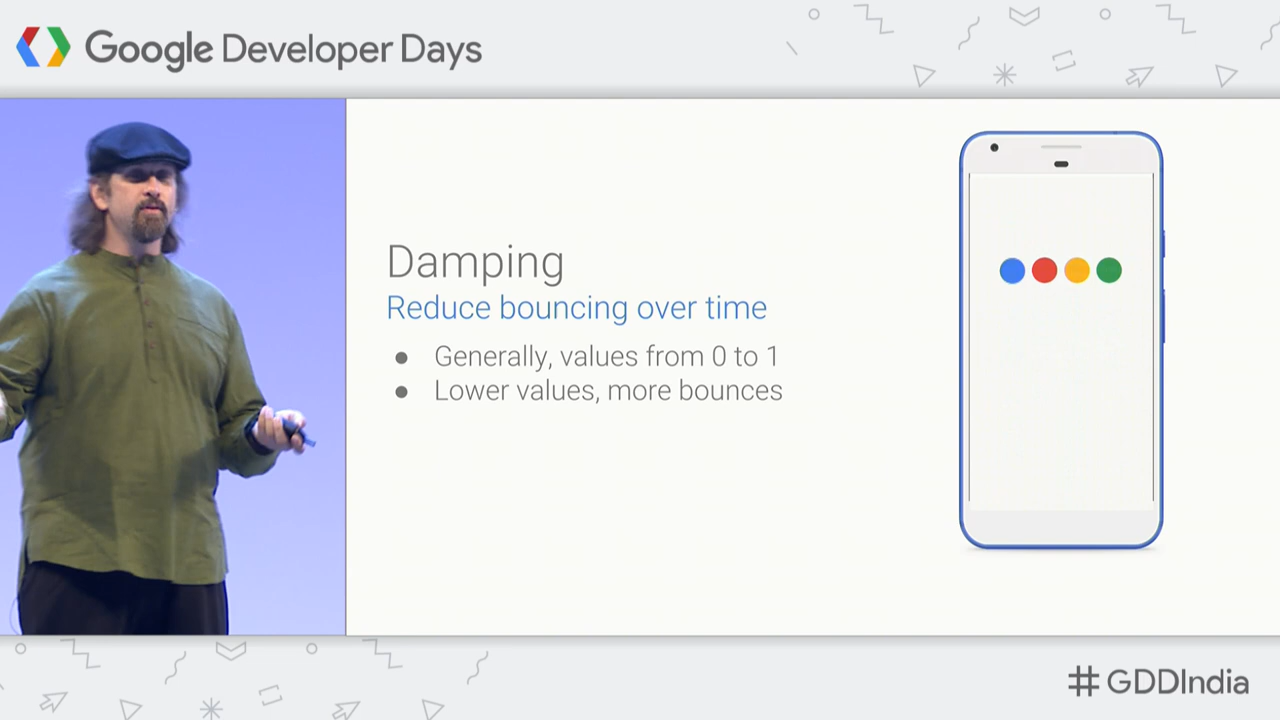 Google Developer Days
Damping
Reduce bouncing over time
● Generally, values from 0 to 1
● Lower values, more bounces
#GDDIndia